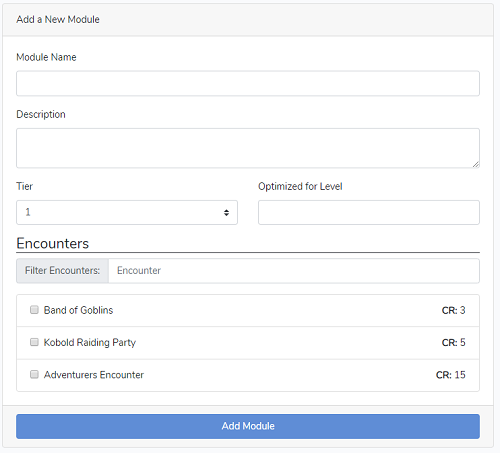 Add a New Module
Module Name
Description
Tier Optimized for Level
1
Encounters
Filter Encounters: Encounter
Band of Goblins CR: 3
Kobold Raiding Party CR: 5
Adventurers Encounter CR: 15
Add Module